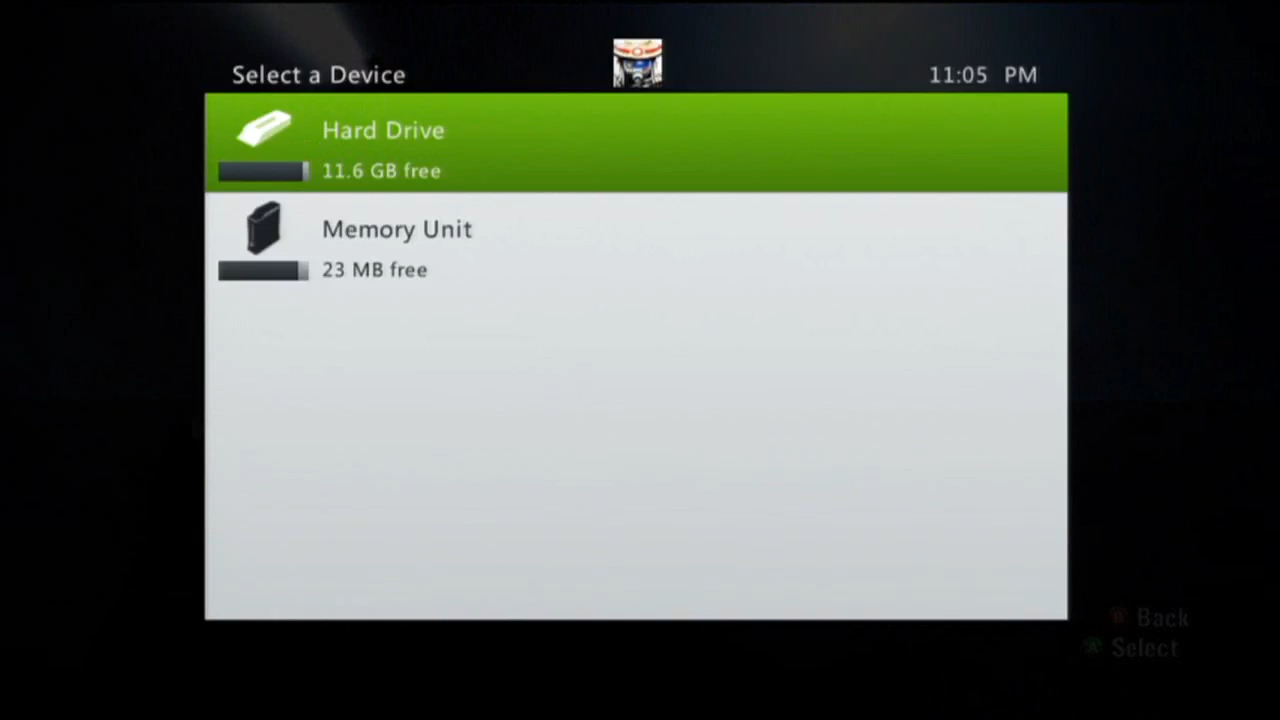 Select a Device
11:05 PM
Hard Drive
11.6 GB free
Memory Unit
23 MB free
Back
Select